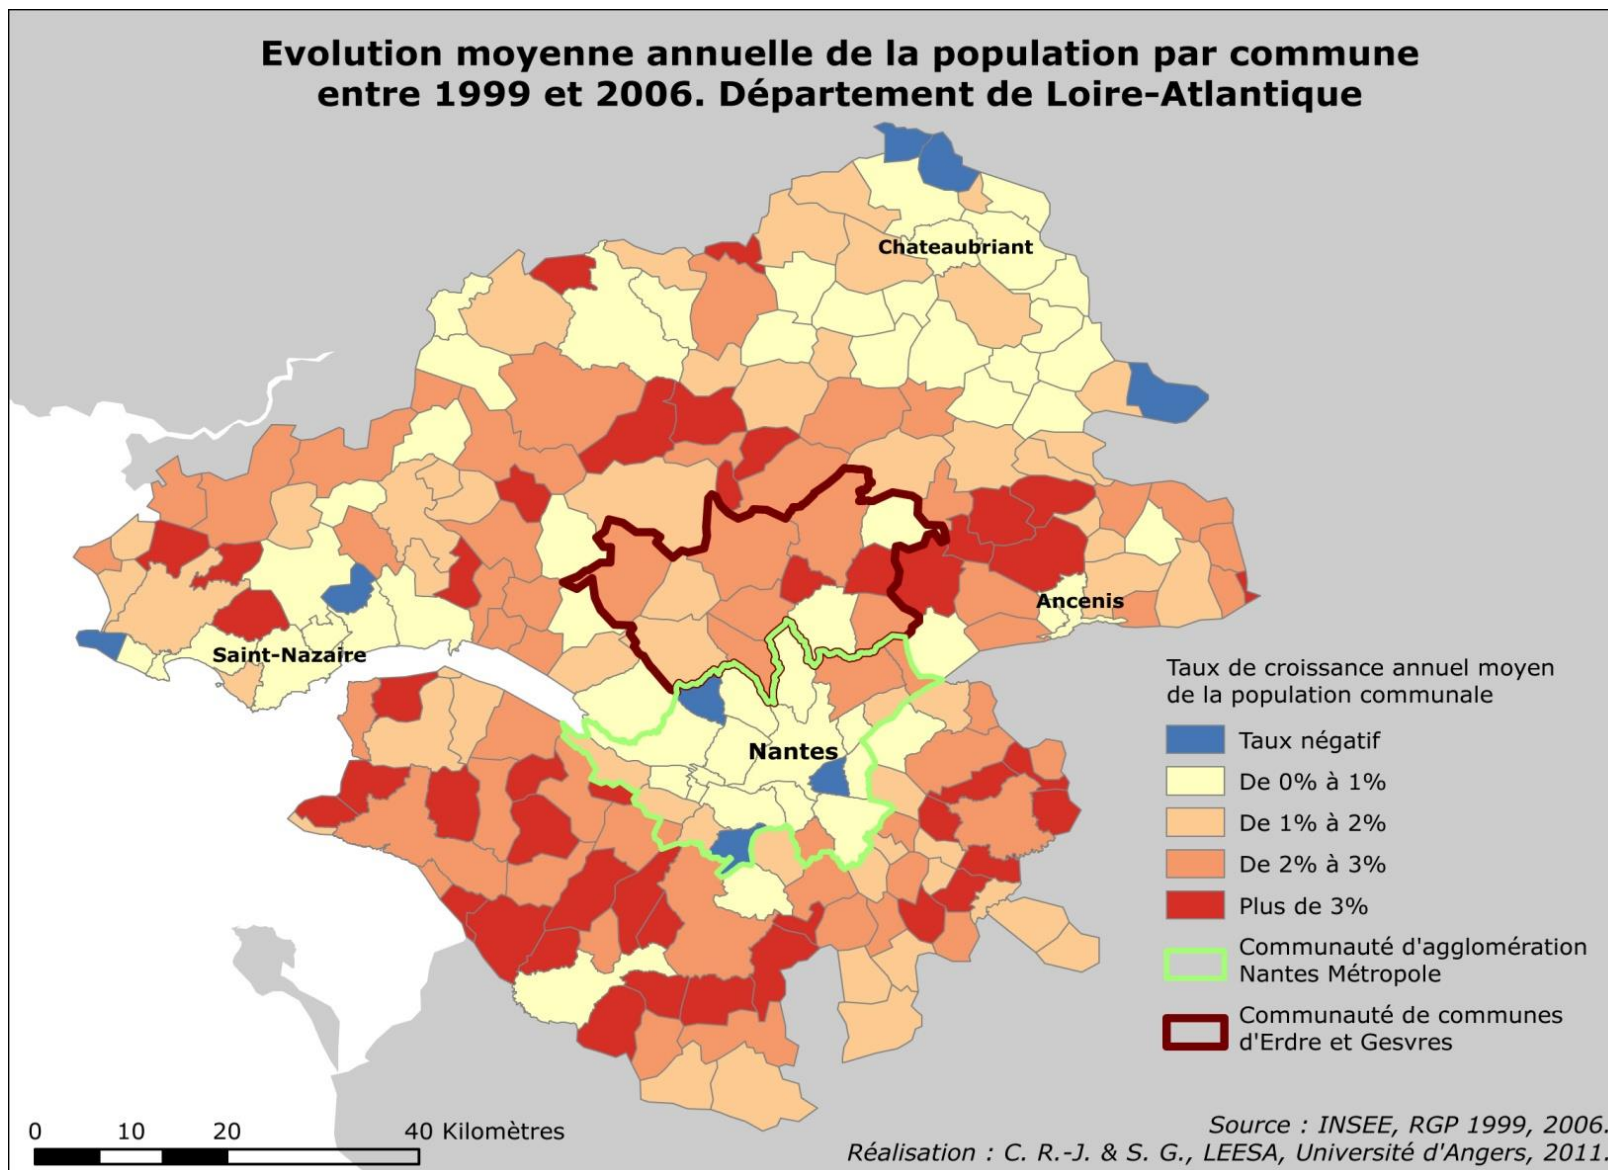 Evolution moyenne annuelle de la population par commune
entre 1999 et 2006. Département de Loire-Atlantique
Chateaubriant
Ancenis
Saint-Nazaire
Nantes
Taux de croissance annuel moyen
de la population communale
Taux négatif
De 0% à 1%
De 1% à 2%
De 2% à 3%
Plus de 3%
Communauté d'agglomération
Nantes Métropole
Communauté de communes
d'Erdre et Gesvres
0 10 20 40 Kilomètres
Source : INSEE, RGP 1999, 2006.
Réalisation : C. R.-J. & S. G., LEESA, Université d'Angers, 2011.